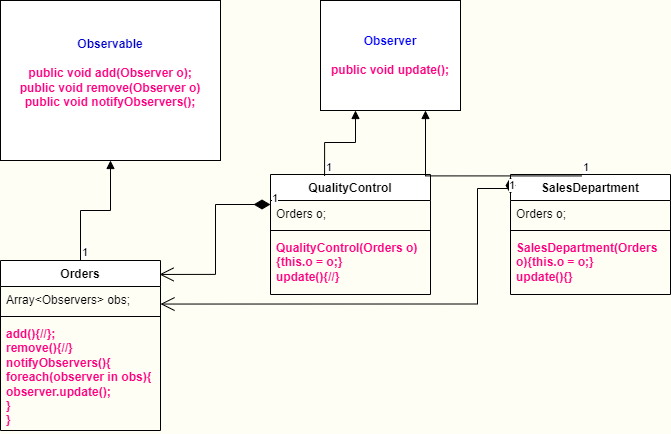 Observable
public void add(Observer o);
public void remove(Observer o)
public void notifyObservers();
Observer
public void update();
1
QualityControl
Orders o;
QualityControl(Orders o)
{this.o = o;}
update(){//}
1
1
SalesDepartment
Orders o;
SalesDepartment(Orders
o){this.o = o;}
update(){}
1
1
Orders
Array<Observers> obs;
add(){//};
remove(){//}
notifyObservers(){
foreach(observer in obs){
observer.update();
}
}